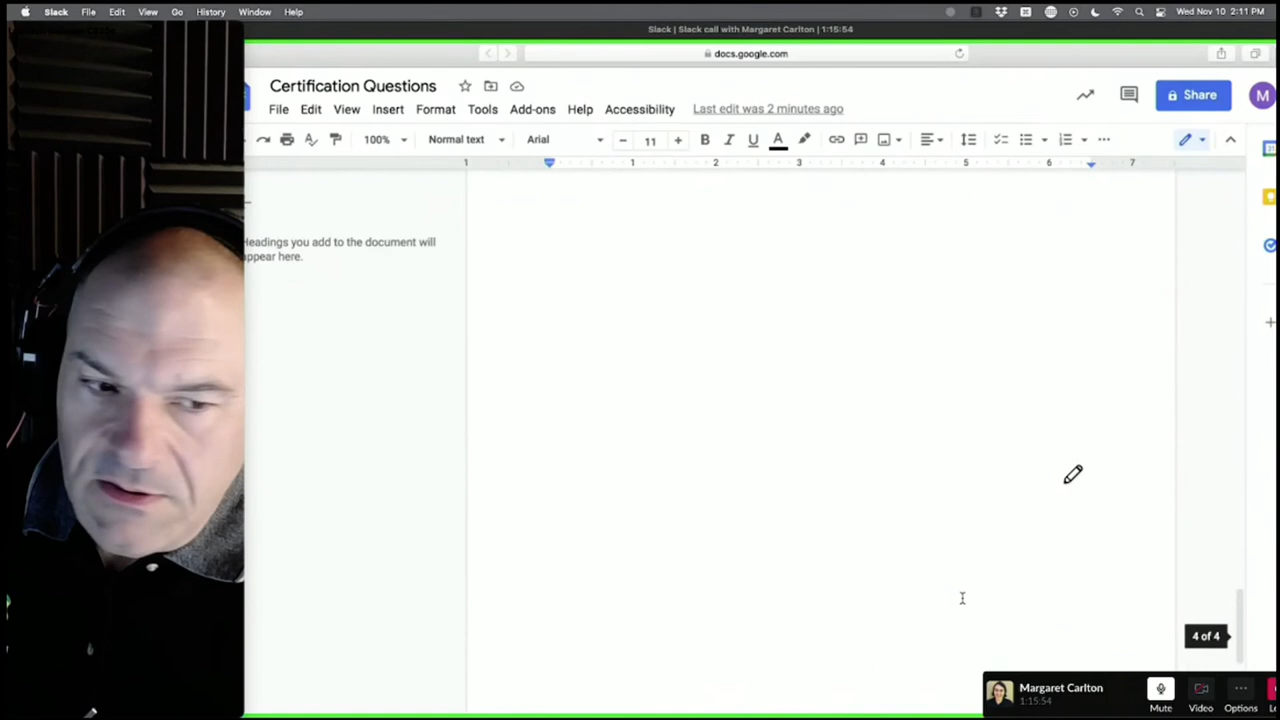 Slack File Edit View Go History Window Help Wed Nov 10 2:11 PM
Slack | Slack call with Margaret Carlton | 1:15:54
docs.google.com
Certification Questions
File Edit View Insert Format Tools Add-ons Help Accessibility Last edit was 2 minutes ago
Share M
100% Normal text Arial 11 B I U A
1 1 2 3 4 5 6 7
Headings you add to the document will
appear here.
4 of 4
Margaret Carlton
1:15:54
Mute Video Options